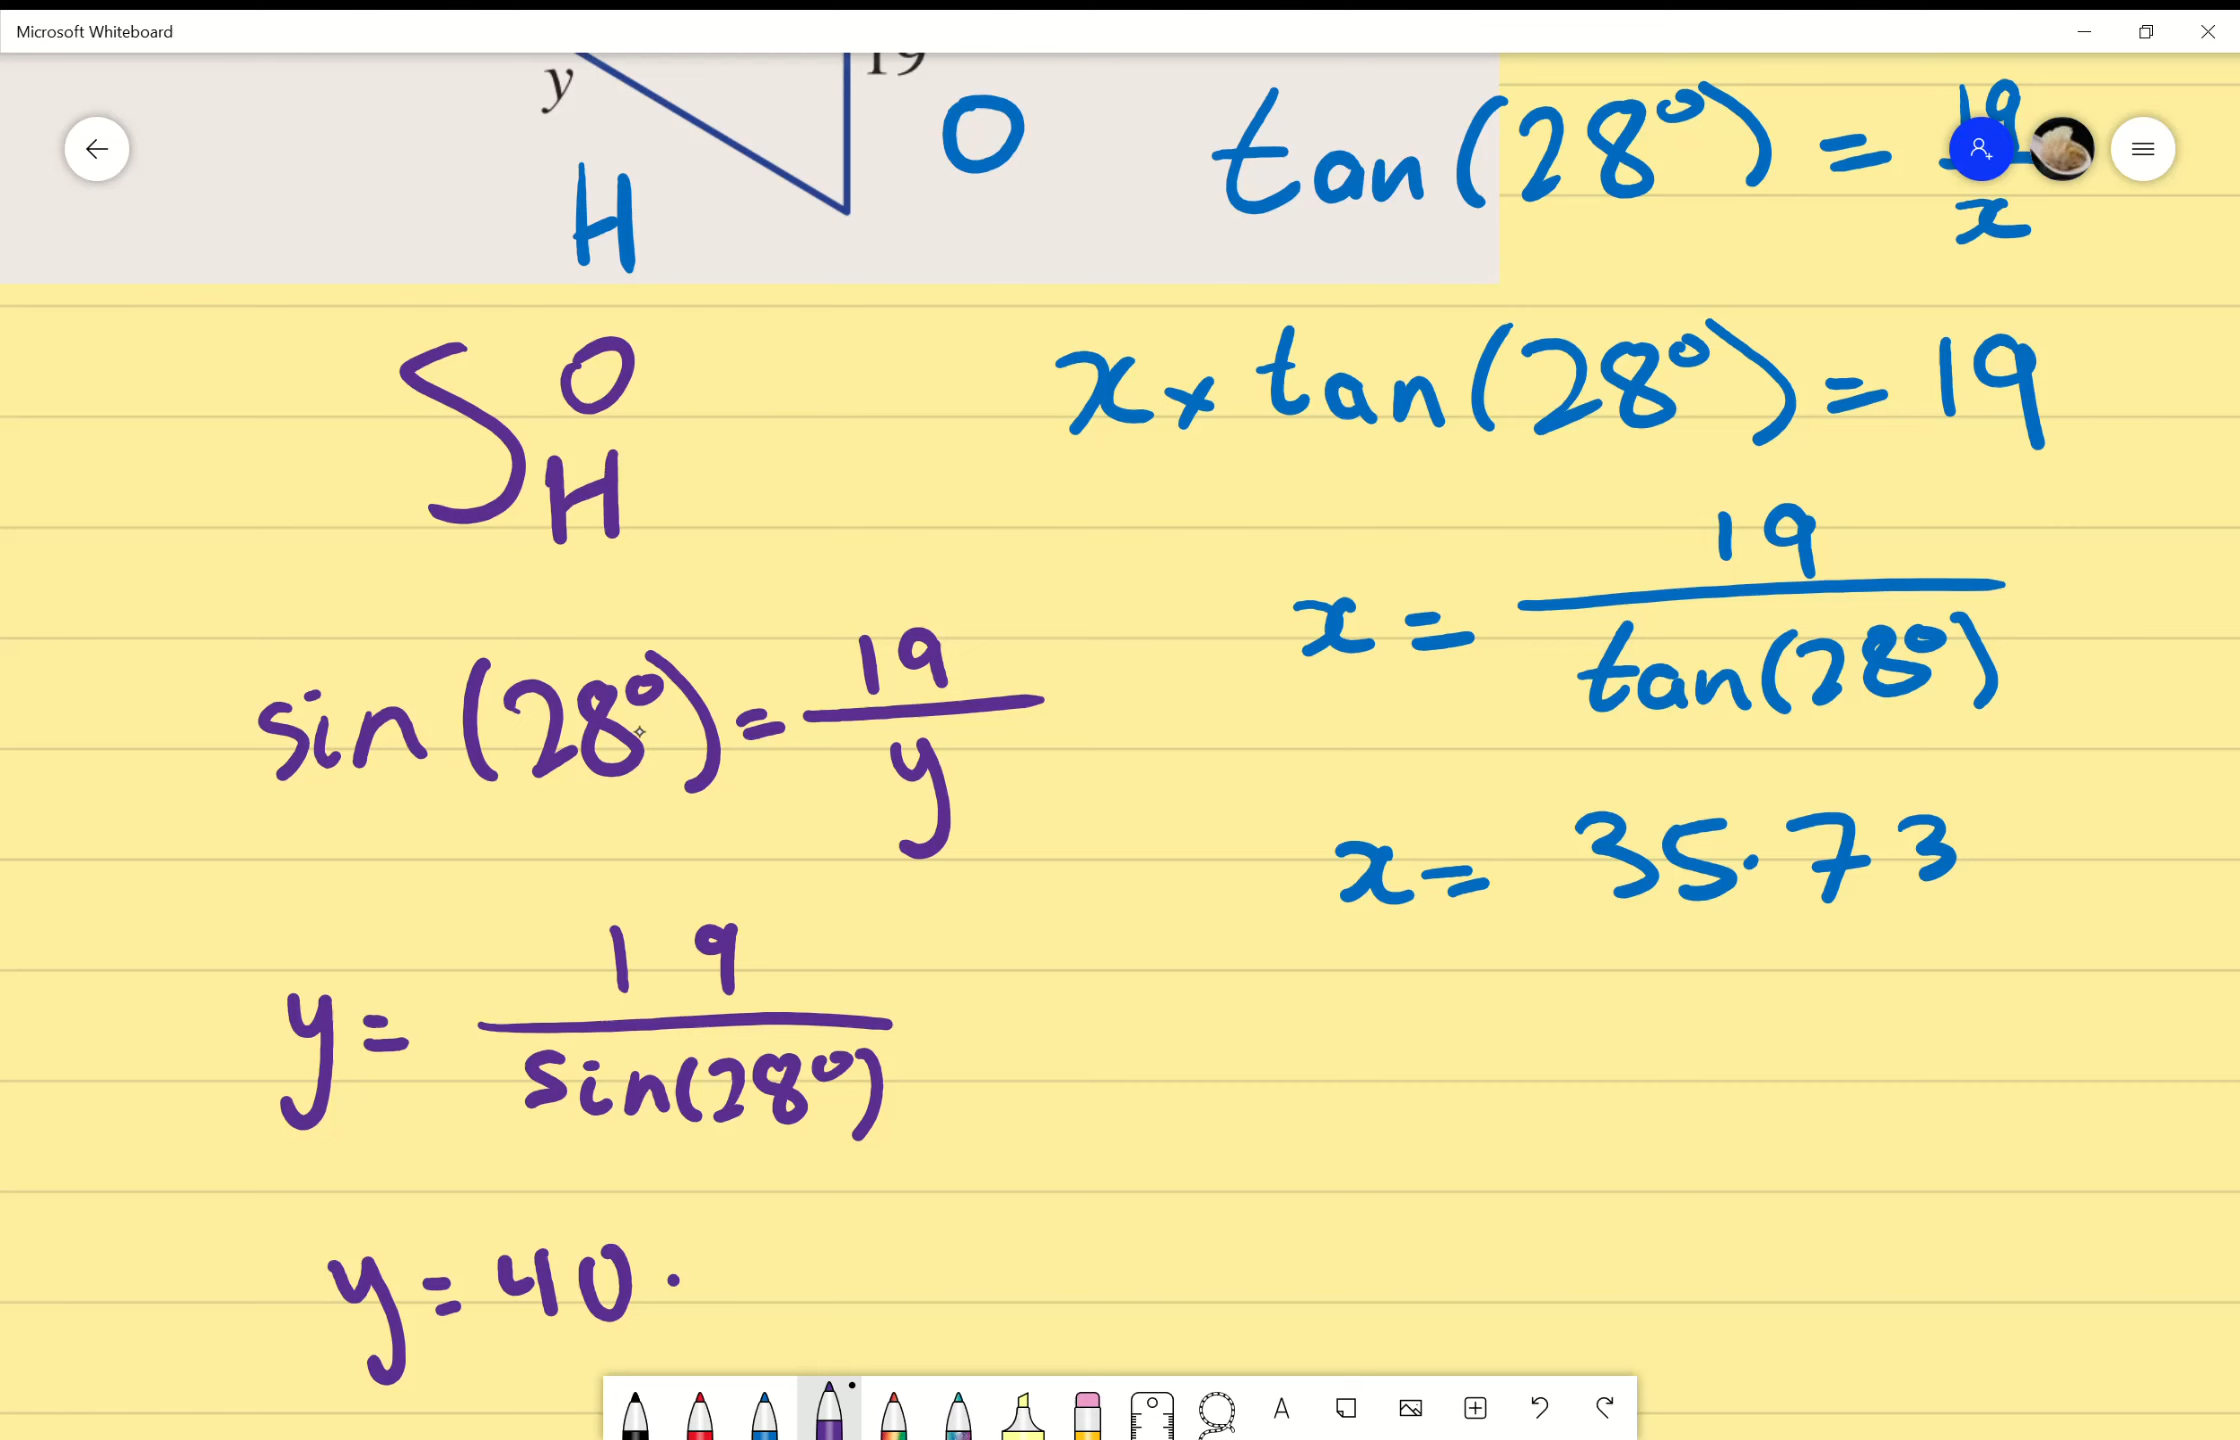 Microsoft Whiteboard
y
19
O
H
tan(28°) = 19/x
S O/H
x × tan(28°) = 19
x = 19/tan(28°)
sin(28°) = 19/y
x = 35.73
y = 19/sin(28°)
y = 40.
A